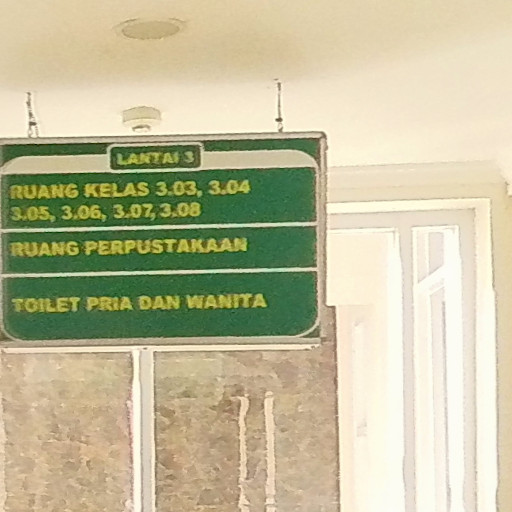 LANTAI 3
RUANG KELAS 3.03, 3.04
3.05, 3.06, 3.07, 3.08
RUANG PERPUSTAKAAN
TOILET PRIA DAN WANITA